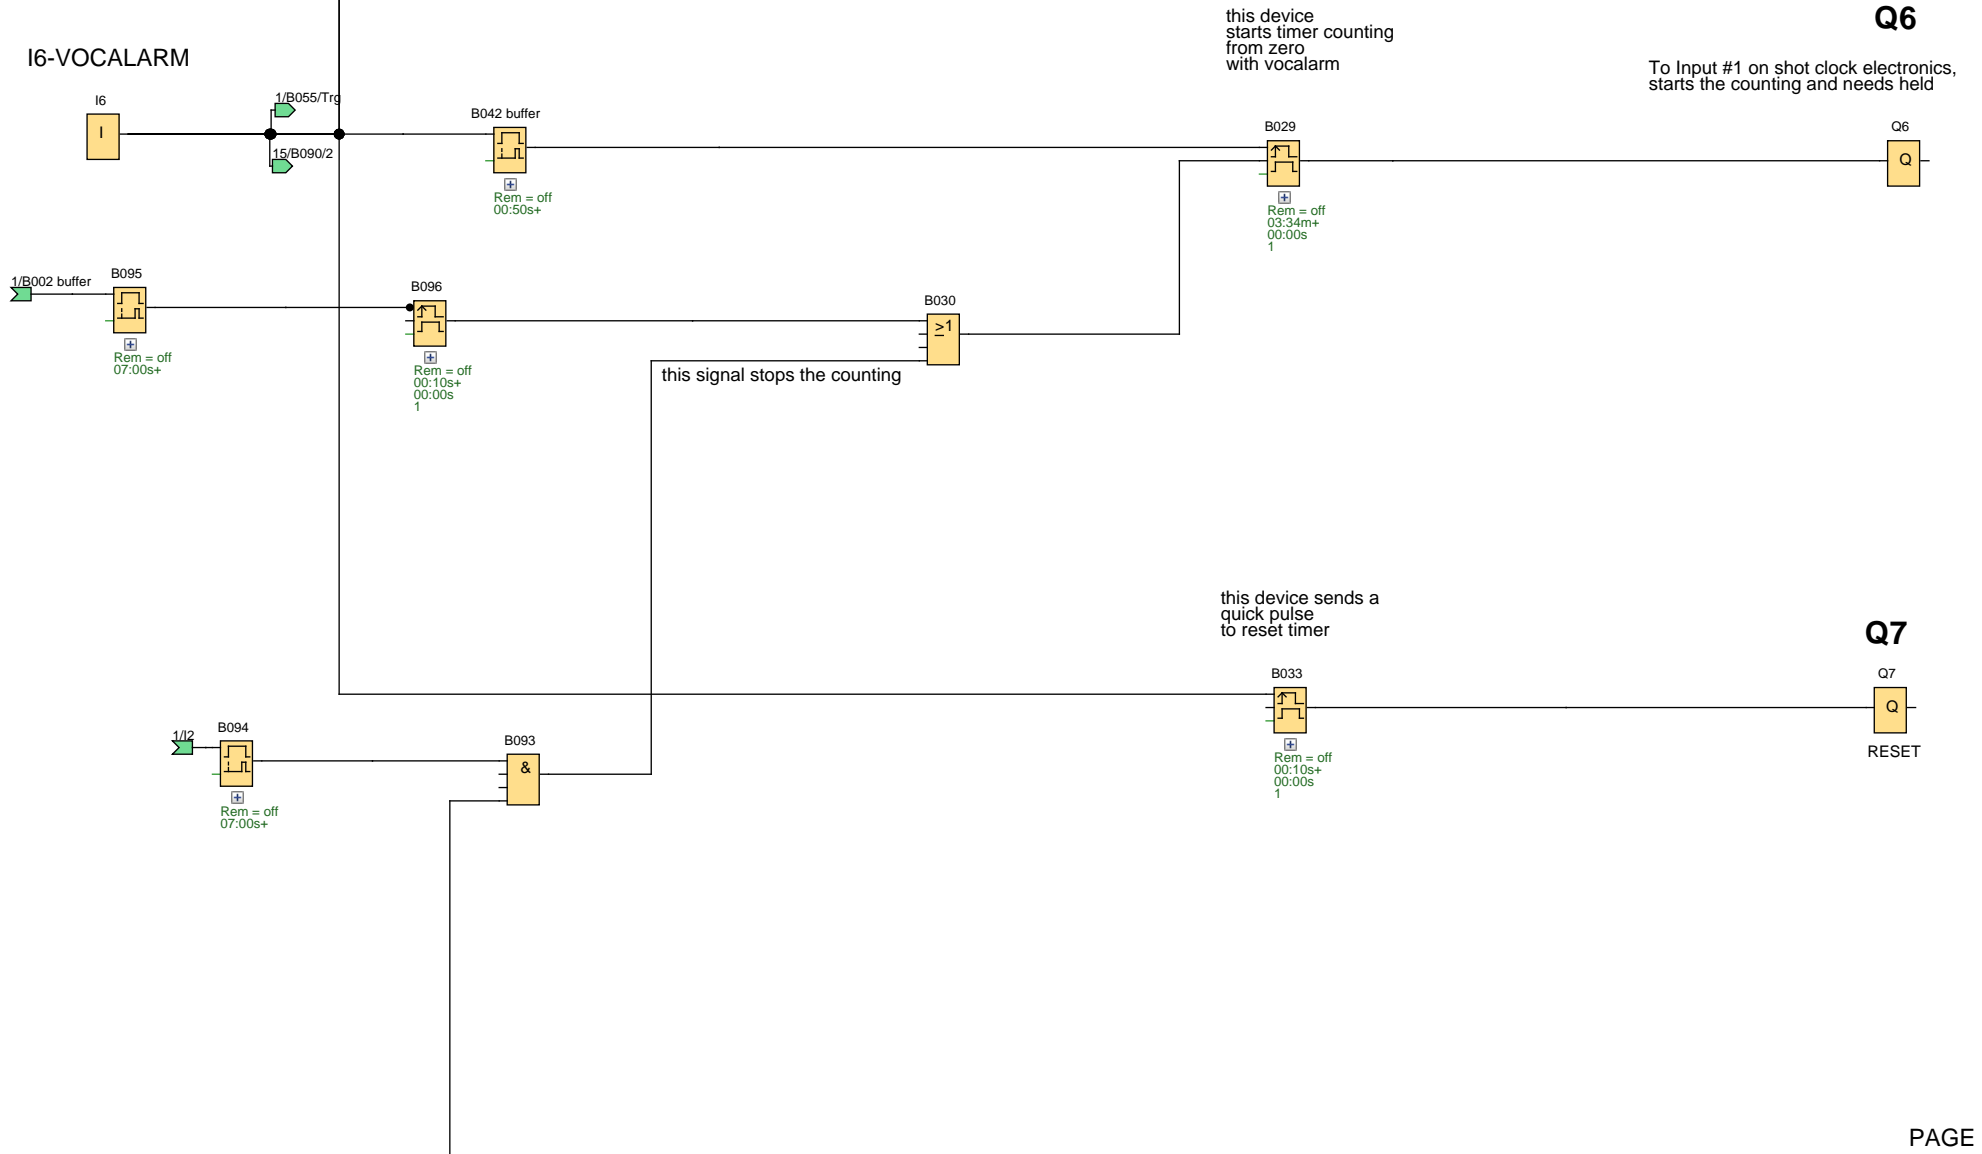 this device
starts timer counting
from zero
with vocalarm
Q6
I6-VOCALARM
To Input #1 on shot clock electronics,
starts the counting and needs held
I6
I
1/B055/Trg
15/B090/2
B042 buffer
Rem = off
00:50s+
B029
Rem = off
03:34m+
00:00s
1
Q6
Q
1/B002 buffer
B095
Rem = off
07:00s+
B096
Rem = off
00:10s+
00:00s
1
B030
≥1
this signal stops the counting
this device sends a
quick pulse
to reset timer
Q7
B033
Rem = off
00:10s+
00:00s
1
Q7
Q
RESET
1/I2
B094
Rem = off
07:00s+
B093
&
PAGE